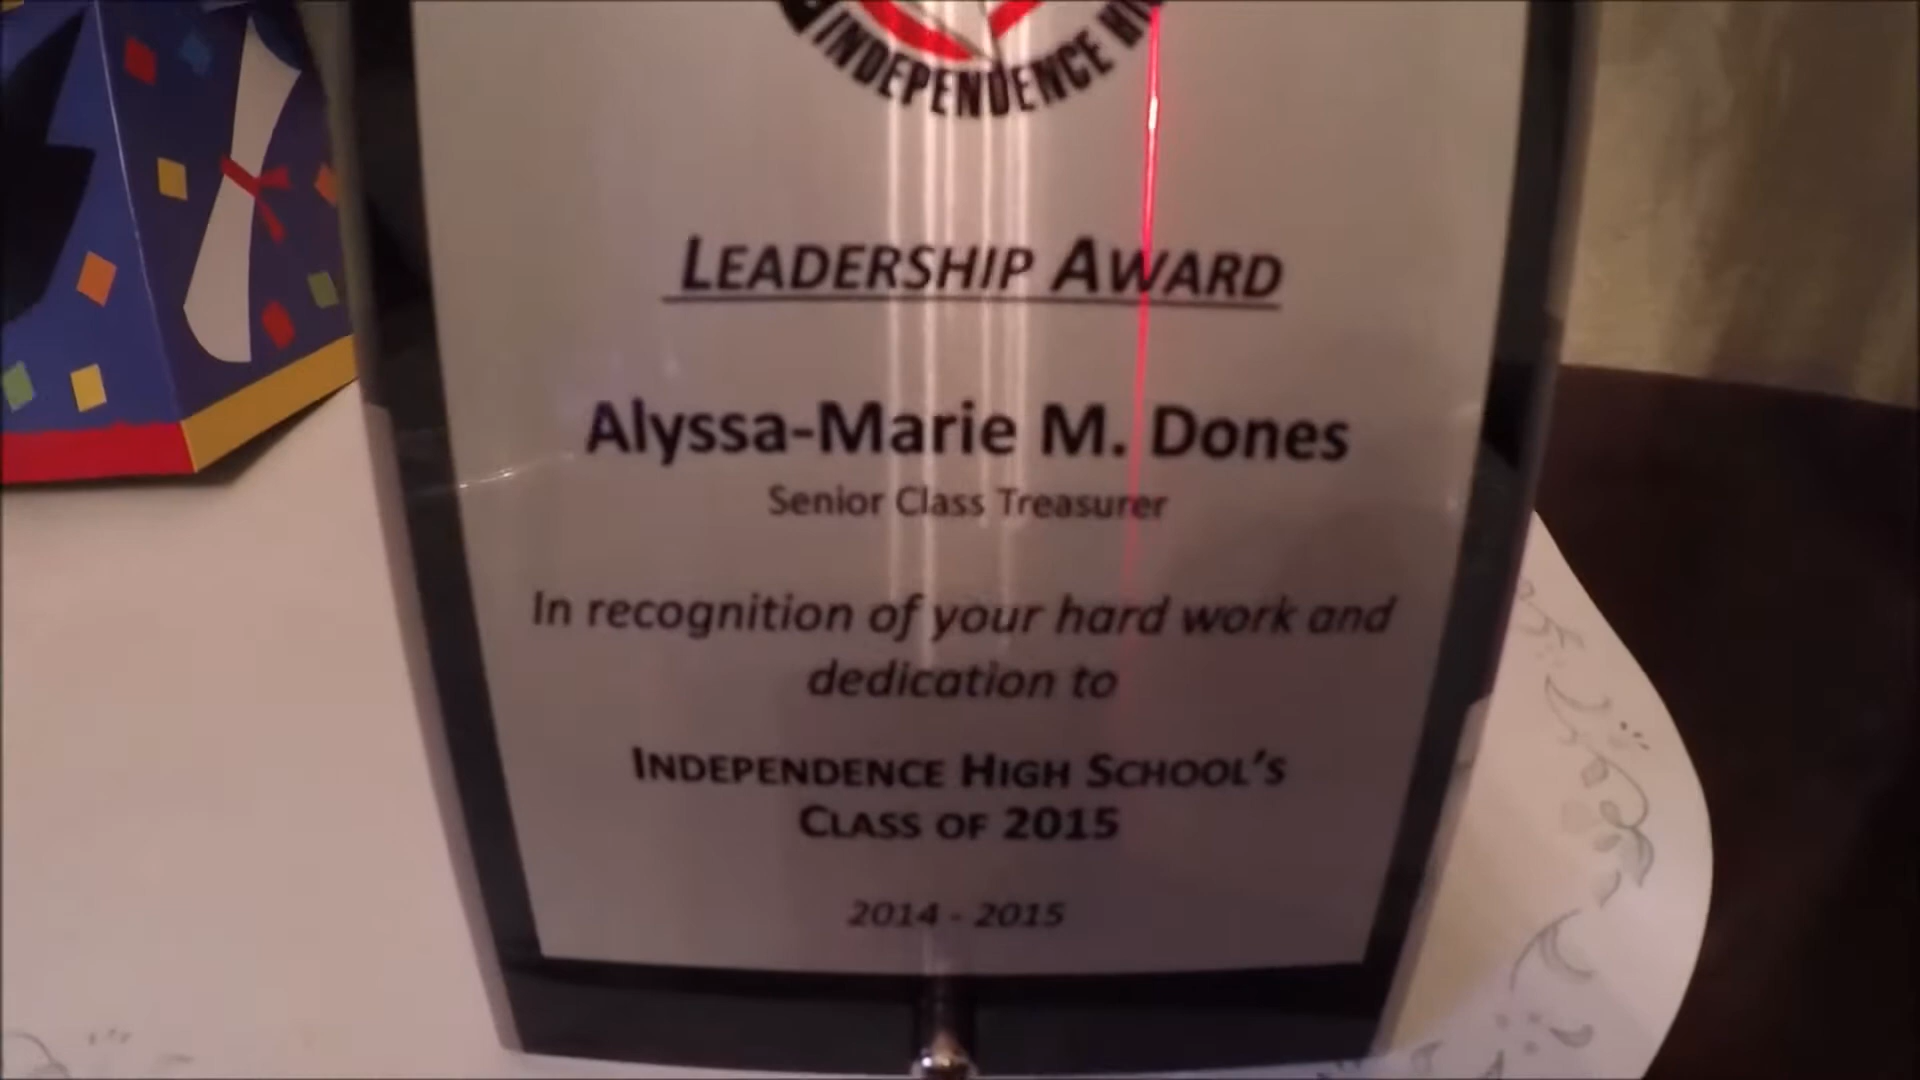 INDEPENDENCE
LEADERSHIP AWARD
Alyssa-Marie M. Dones
Senior Class Treasurer
In recognition of your hard work and
dedication to
INDEPENDENCE HIGH SCHOOL'S
CLASS OF 2015
2014 - 2015